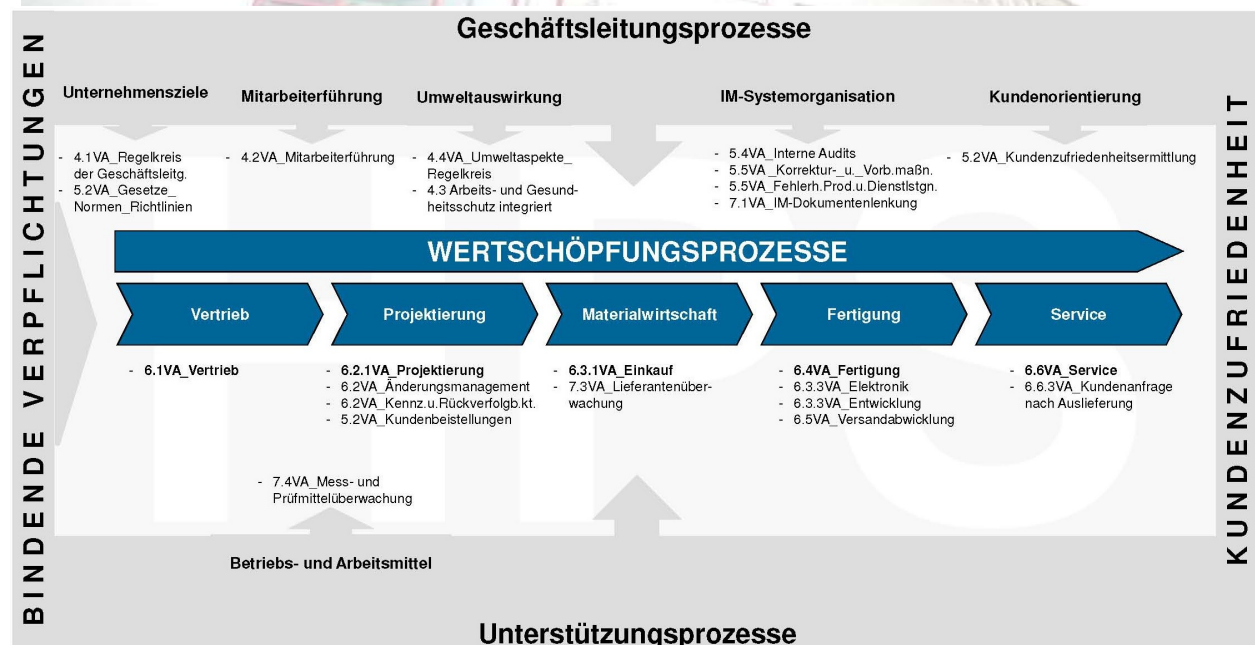 Geschäftsleitungsprozesse
BINDENDE VERPFLICHTUNGEN
Unternehmensziele
Mitarbeiterführung
Umweltauswirkung
IM-Systemorganisation
Kundenorientierung
- 4.1VA_Regelkreis
der Geschäftsleitg.
- 5.2VA_Gesetze_
Normen_Richtlinien
- 4.2VA_Mitarbeiterführung
- 4.4VA_Umweltaspekte_
Regelkreis
- 4.3 Arbeits- und Gesund-
heitsschutz integriert
- 5.4VA_Interne Audits
- 5.5VA_Korrektur-_u._Vorb.maßn.
- 5.5VA_Fehlerh.Prod.u.Dienstlstgn.
- 7.1VA_IM-Dokumentenlenkung
- 5.2VA_Kundenzufriedenheitsermittlung
WERTSCHÖPFUNGSPROZESSE
Vertrieb
Projektierung
Materialwirtschaft
Fertigung
Service
- 6.1VA_Vertrieb
- 6.2.1VA_Projektierung
- 6.2VA_Änderungsmanagement
- 6.2VA_Kennz.u.Rückverfolgb.kt.
- 5.2VA_Kundenbeistellungen
- 6.3.1VA_Einkauf
- 7.3VA_Lieferantenüber-
wachung
- 6.4VA_Fertigung
- 6.3.3VA_Elektronik
- 6.3.3VA_Entwicklung
- 6.5VA_Versandabwicklung
- 6.6VA_Service
- 6.6.3VA_Kundenanfrage
nach Auslieferung
- 7.4VA_Mess- und
Prüfmittelüberwachung
Betriebs- und Arbeitsmittel
KUNDENZUFRIEDENHEIT
Unterstützungsprozesse
HPS